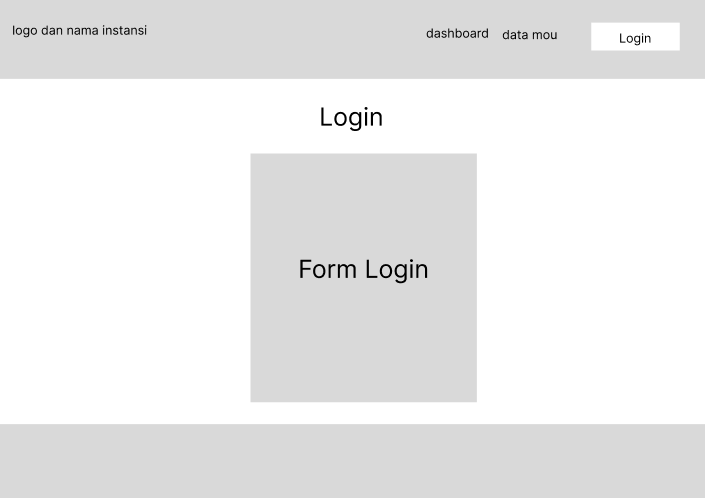 logo dan nama instansi
dashboard
data mou
Login
Login
Form Login